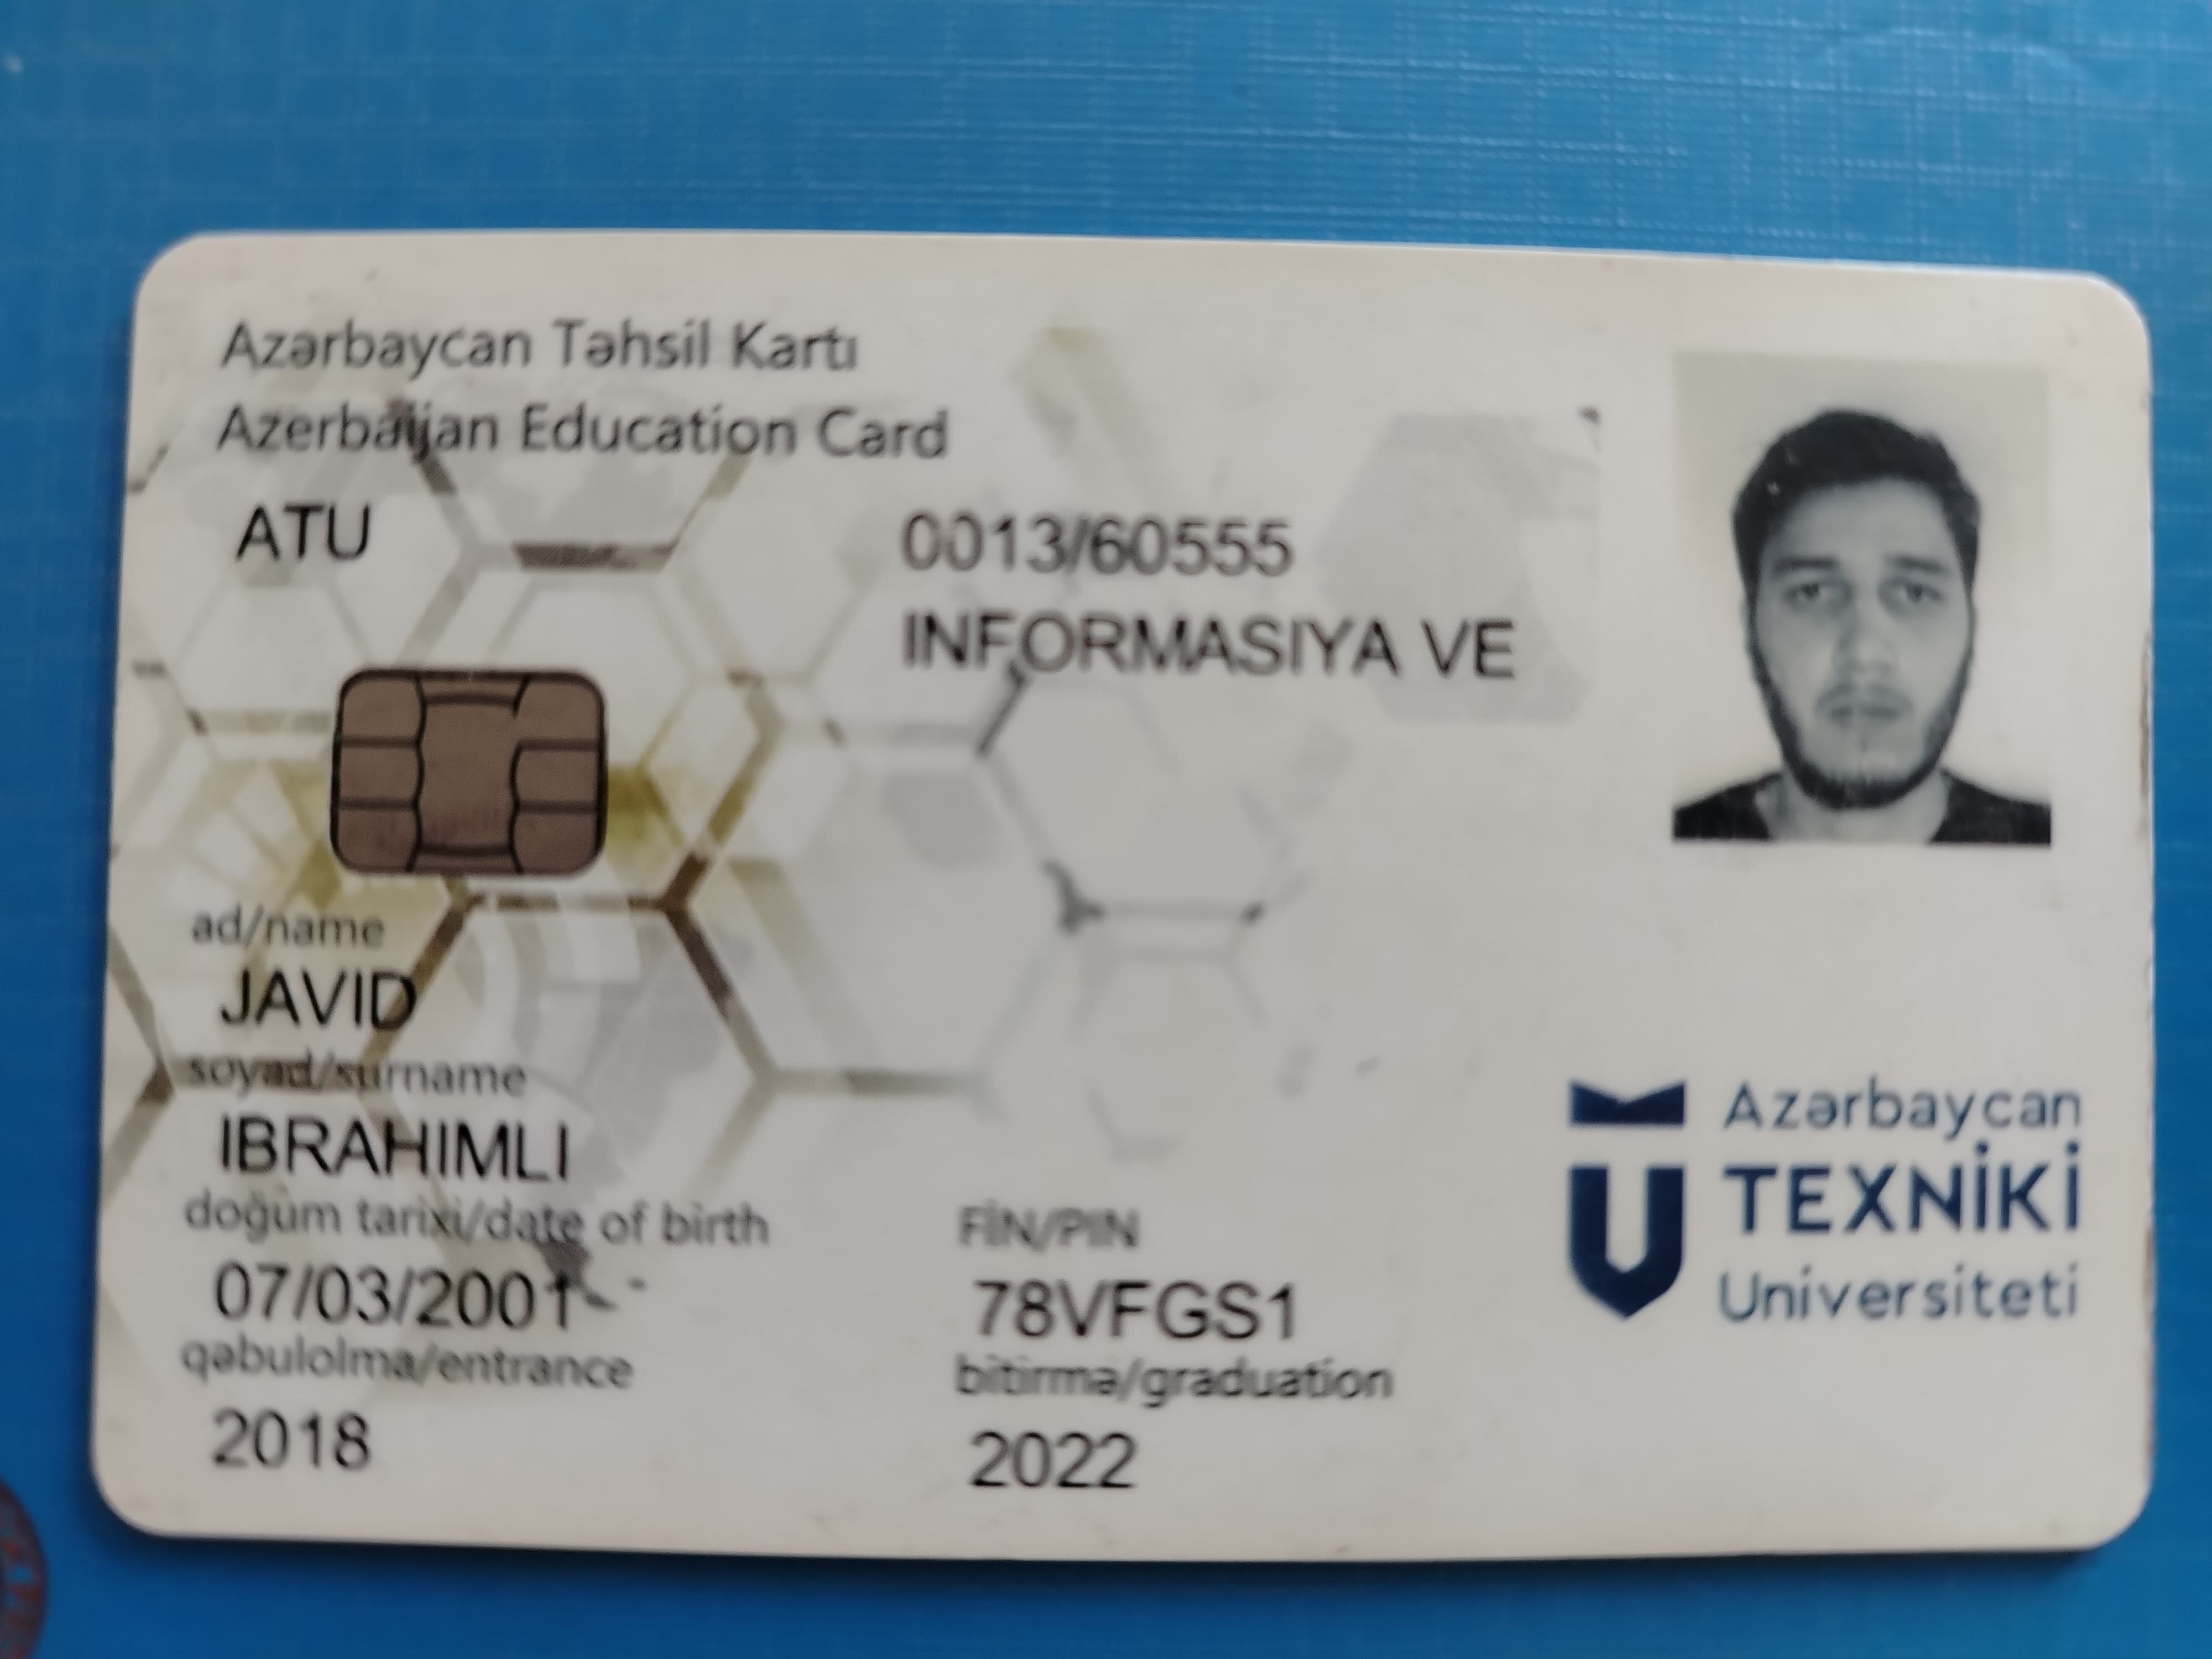 Azərbaycan Təhsil Kartı
Azerbaijan Education Card
ATU
0013/60555
INFORMASIYA VE
ad/name
JAVID
soyad/surname
IBRAHIMLI
doğum tarixi/date of birth
07/03/2001
FİN/PIN
78VFGS1
qəbulolma/entrance
2018
bitirmə/graduation
2022
Azərbaycan
TEXNİKİ
Universiteti